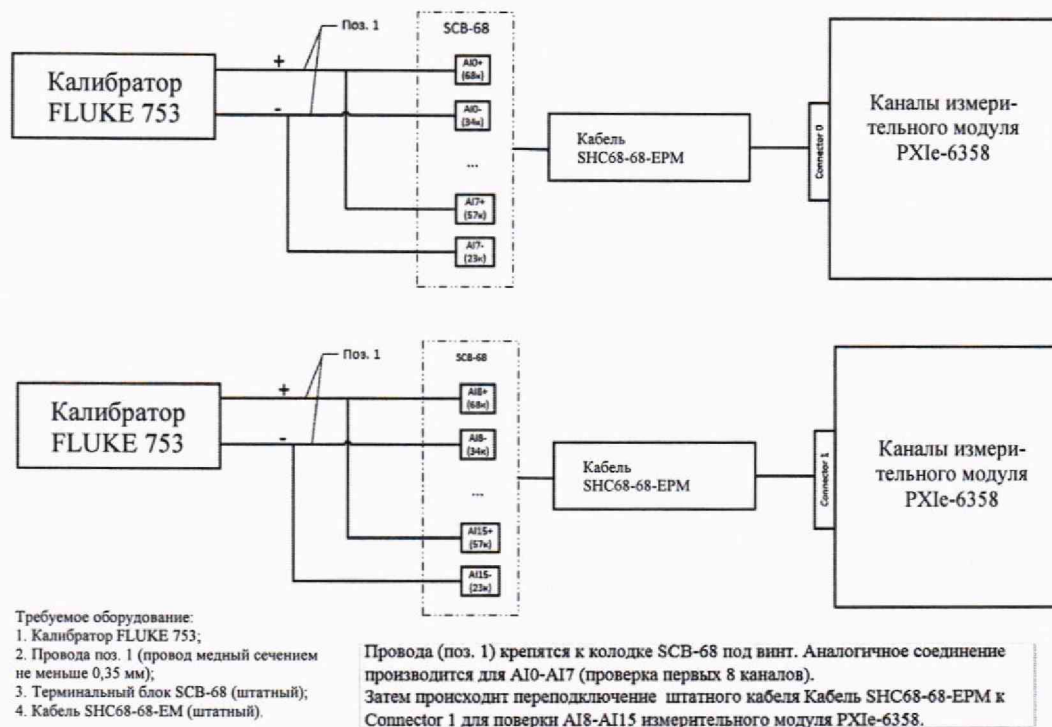 Поз. 1
SCB-68
+
Калибратор
FLUKE 753
-
AI0+
(68к)
AI0-
(34к)
...
AI7+
(57к)
AI7-
(23к)
Кабель
SHC68-68-EPM
Connector 0
Каналы измери-
тельного модуля
PXIe-6358
Поз. 1
SCB-68
+
Калибратор
FLUKE 753
-
AI8+
(68к)
AI8-
(34к)
...
AI15+
(57к)
AI15-
(23к)
Кабель
SHC68-68-EPM
Connector 1
Каналы измери-
тельного модуля
PXIe-6358
Требуемое оборудование:
1. Калибратор FLUKE 753;
2. Провода поз. 1 (провод медный сечением
не меньше 0,35 мм);
3. Терминальный блок SCB-68 (штатный);
4. Кабель SHC68-68-EM (штатный).
Провода (поз. 1) крепятся к колодке SCB-68 под винт. Аналогичное соединение
производится для AI0-AI7 (проверка первых 8 каналов).
Затем происходит переподключение штатного кабеля Кабель SHC68-68-EPM к
Connector 1 для поверки AI8-AI15 измерительного модуля PXIe-6358.